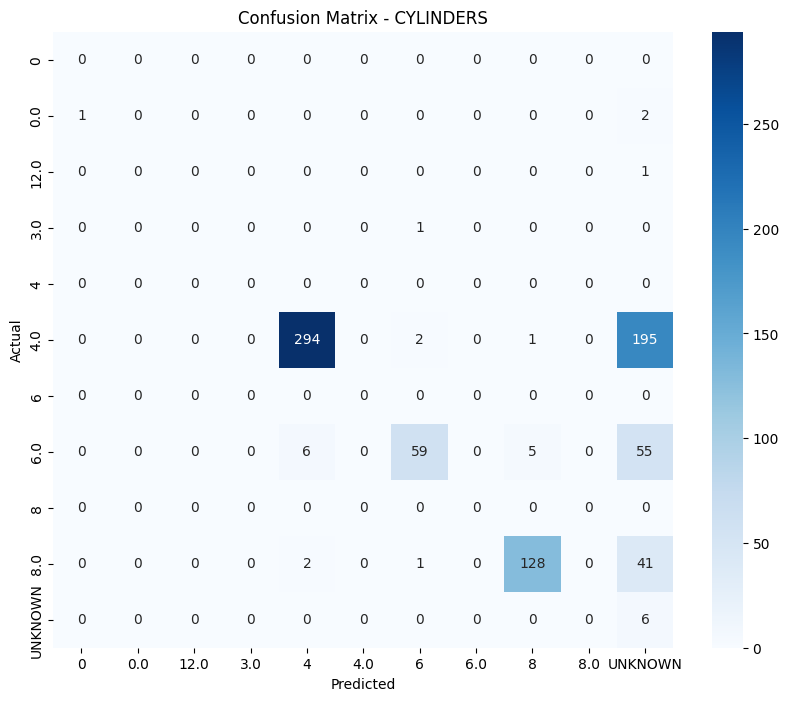 Confusion Matrix - CYLINDERS
0 0 0 0 0 0 0 0 0 0 0 0
0.0 1 0 0 0 0 0 0 0 0 0 2
12.0 0 0 0 0 0 0 0 0 0 0 1
3.0 0 0 0 0 0 0 1 0 0 0 0
4 0 0 0 0 0 0 0 0 0 0 0
4.0 0 0 0 0 294 0 2 0 1 0 195
6 0 0 0 0 0 0 0 0 0 0 0
6.0 0 0 0 0 6 0 59 0 5 0 55
8 0 0 0 0 0 0 0 0 0 0 0
8.0 0 0 0 0 2 0 1 0 128 0 41
UNKNOWN 0 0 0 0 0 0 0 0 0 0 6
0 0.0 12.0 3.0 4 4.0 6 6.0 8 8.0 UNKNOWN
Predicted
Actual
250
200
150
100
50
0